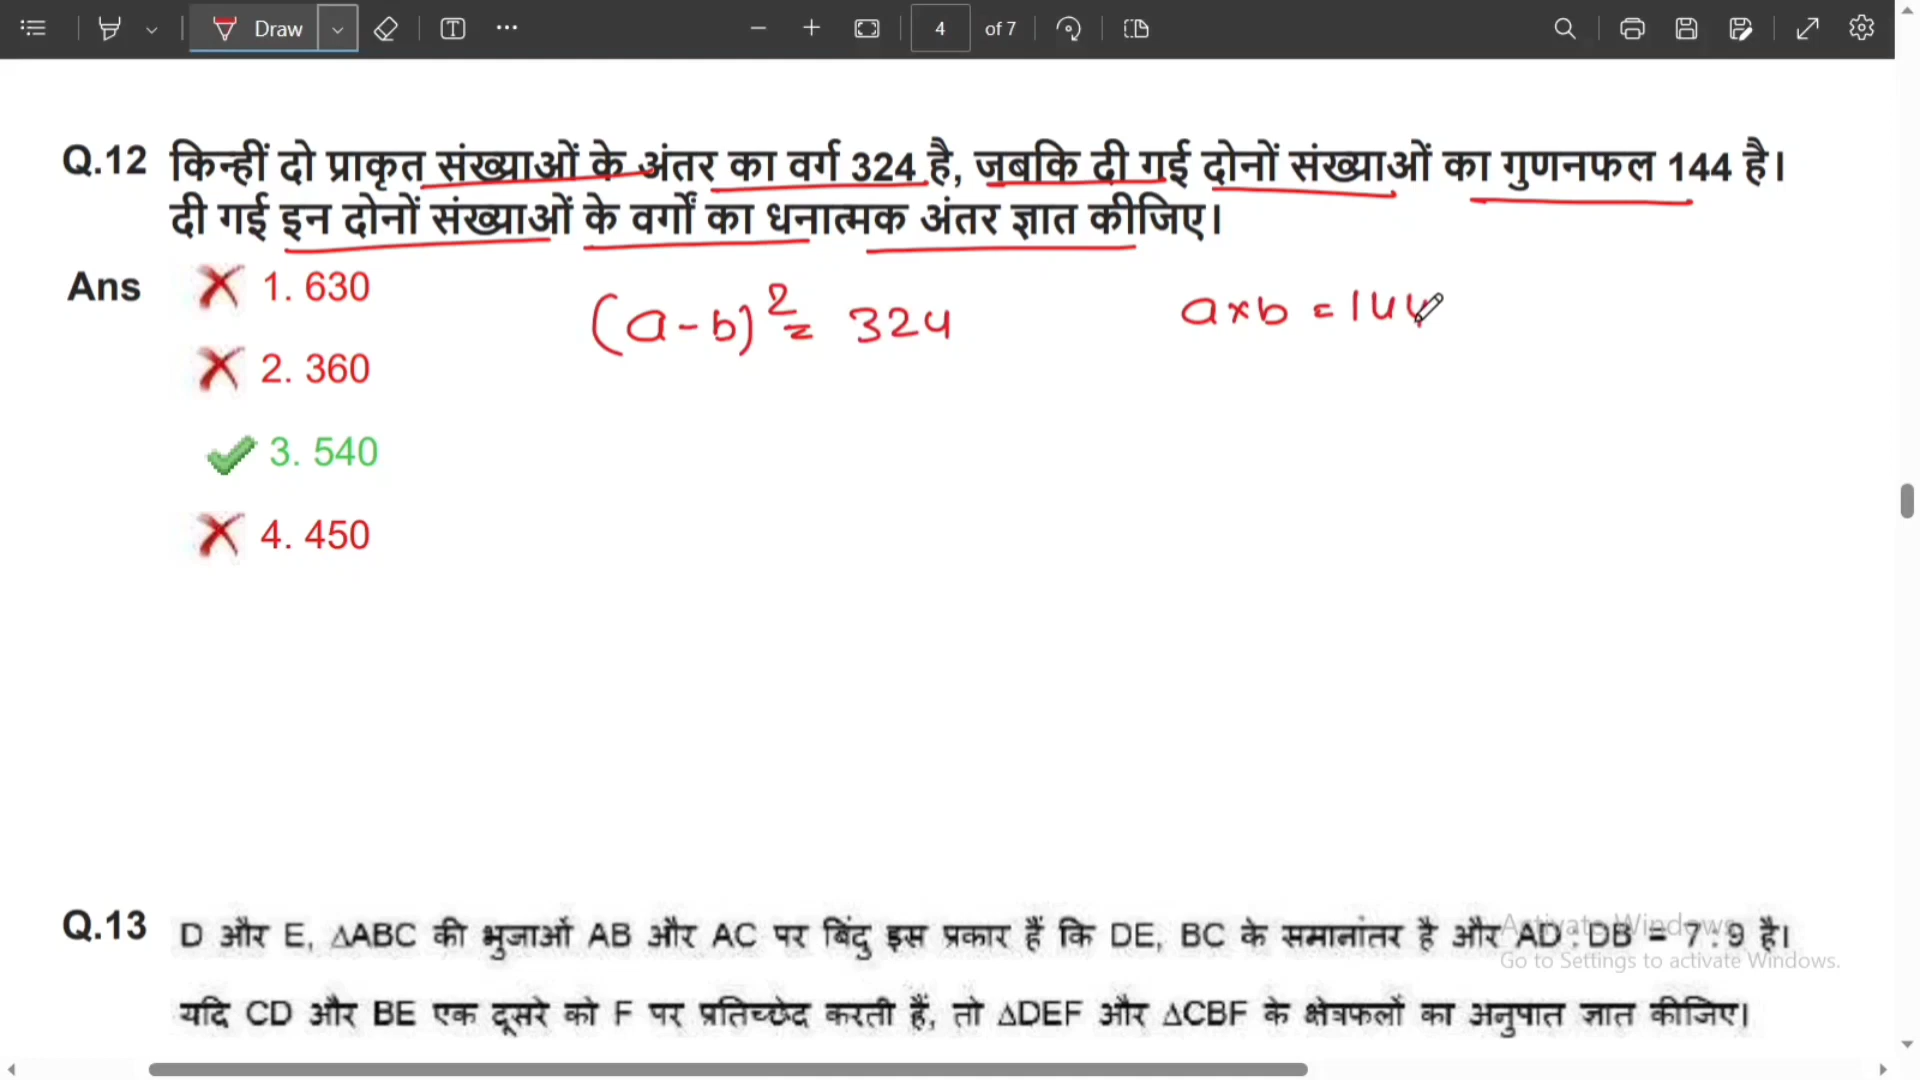 Draw
4 of 7
Q.12 किन्हीं दो प्राकृत संख्याओं के अंतर का वर्ग 324 है, जबकि दी गई दोनों संख्याओं का गुणनफल 144 है।
दी गई इन दोनों संख्याओं के वर्गों का धनात्मक अंतर ज्ञात कीजिए।
Ans 1. 630
(a-b)² = 324
a×b = 144
2. 360
3. 540
4. 450
Q.13 D और E, ΔABC की भुजाओं AB और AC पर बिंदु इस प्रकार हैं कि DE, BC के समानांतर है और AD : DB = 7 : 9 है।
Activate Windows
Go to Settings to activate Windows.
यदि CD और BE एक दूसरे को F पर प्रतिच्छेद करती हैं, तो ΔDEF और ΔCBF के क्षेत्रफलों का अनुपात ज्ञात कीजिए।